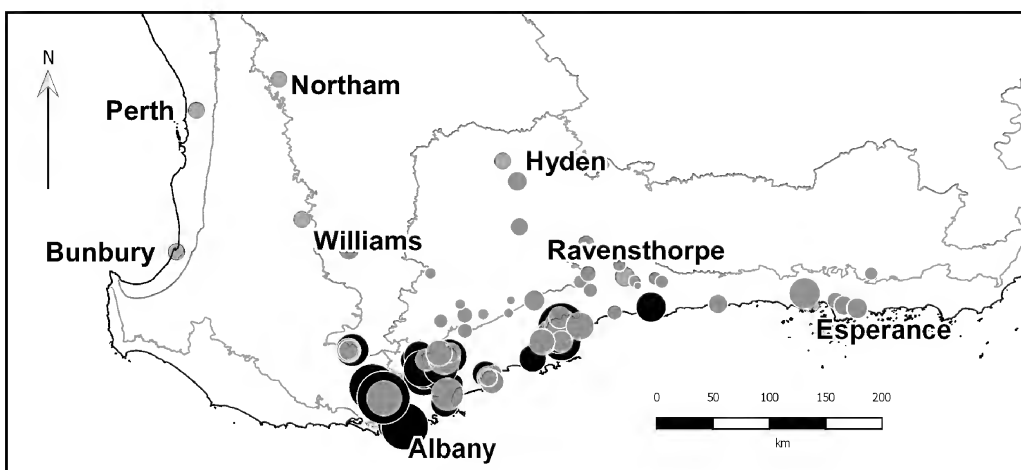 N
Northam
Perth
Hyden
Williams
Ravensthorpe
Bunbury
Esperance
0 50 100 150 200
km
Albany